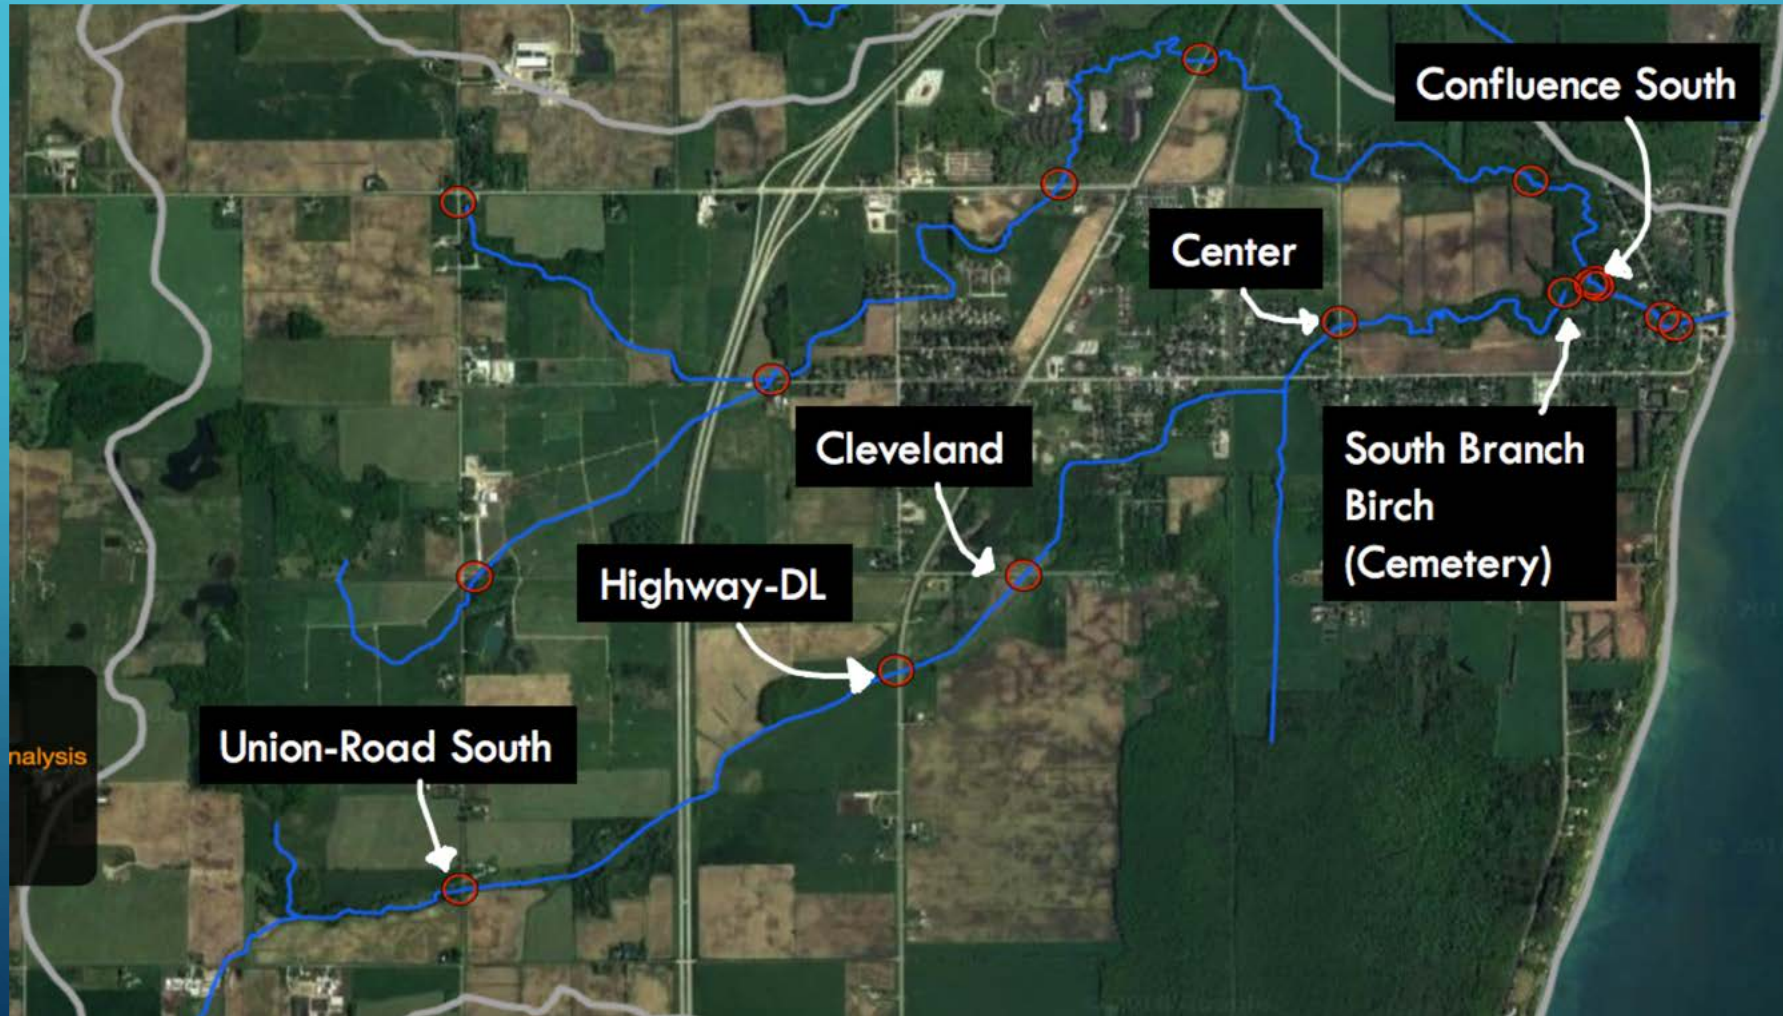 Confluence South
Center
Cleveland
South Branch
Birch
(Cemetery)
Highway-DL
Union-Road South
nalysis